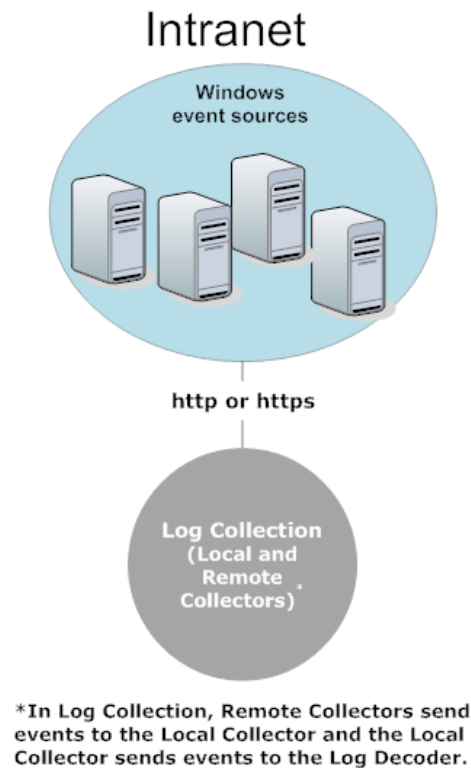 Intranet
Windows
event sources
http or https
Log Collection
(Local and
Remote
Collectors)*
*In Log Collection, Remote Collectors send
events to the Local Collector and the Local
Collector sends events to the Log Decoder.